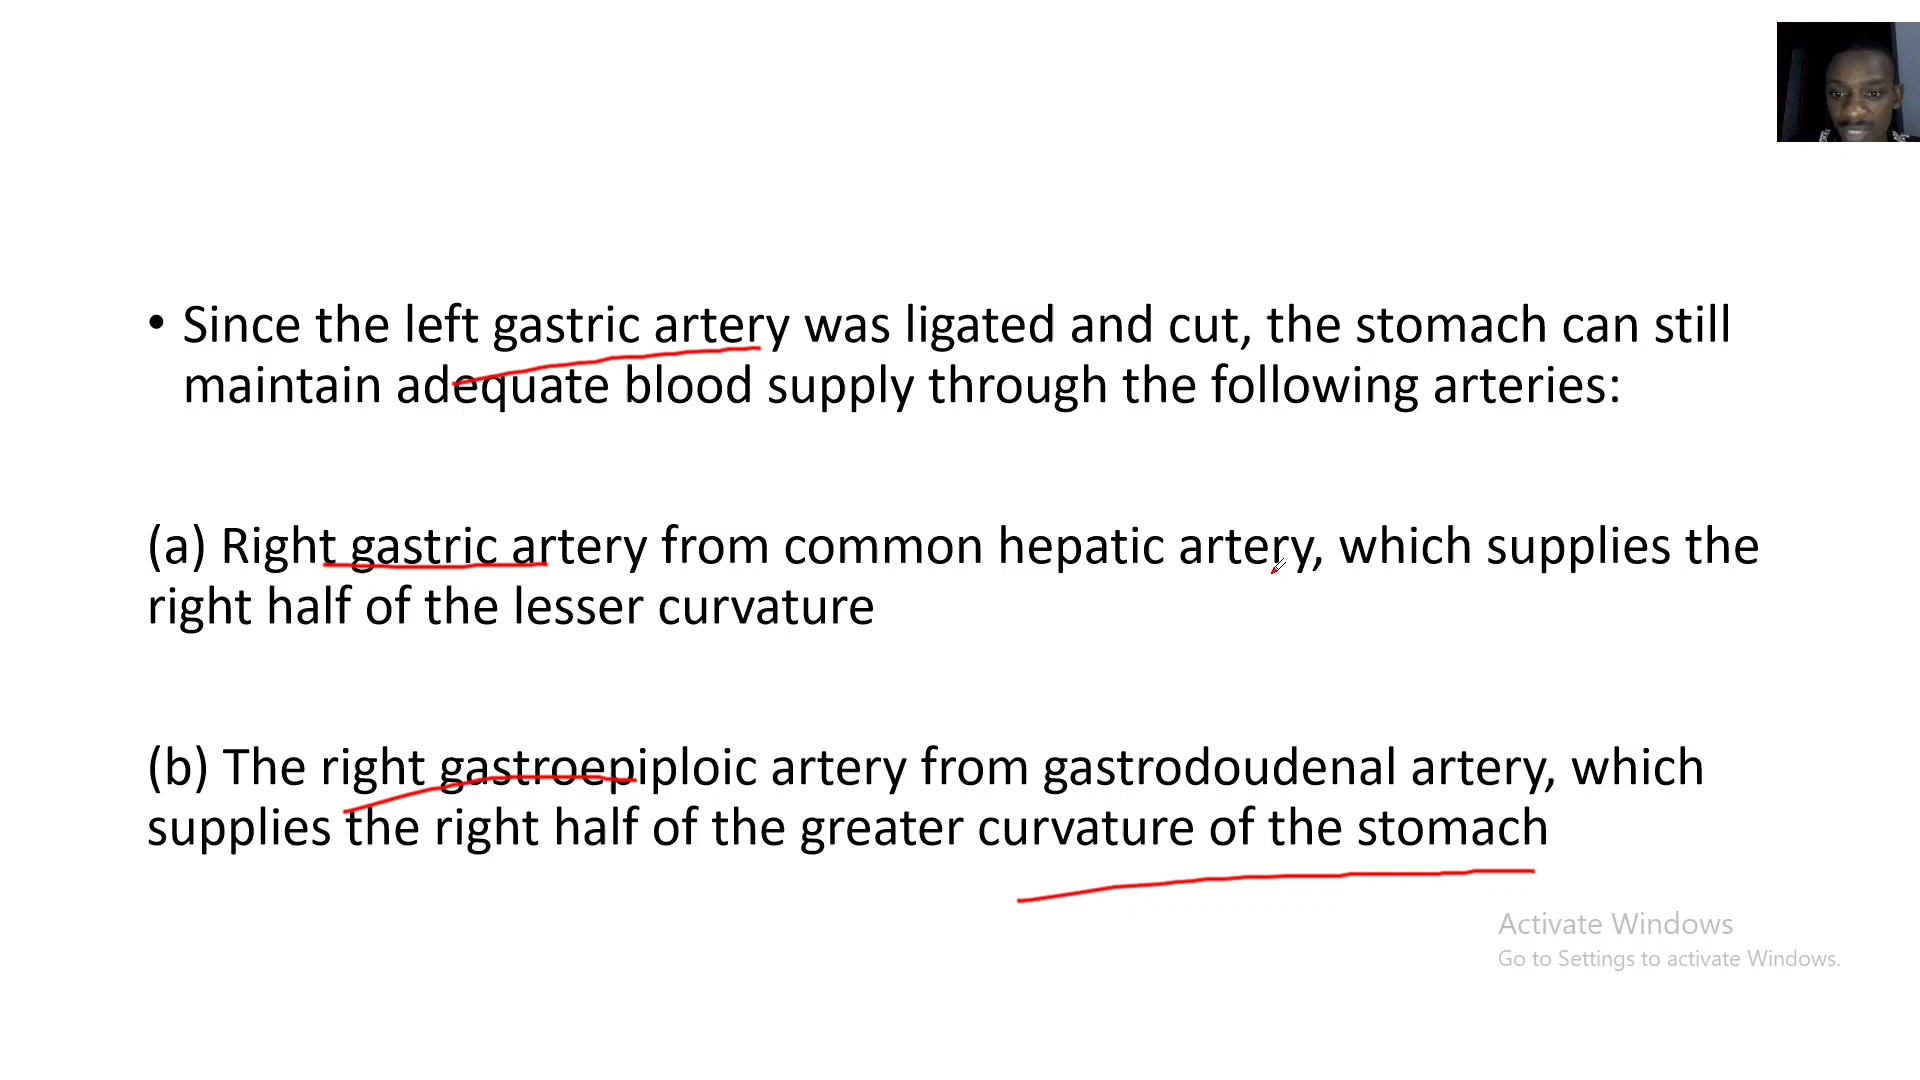 • Since the left gastric artery was ligated and cut, the stomach can still
maintain adequate blood supply through the following arteries:
(a) Right gastric artery from common hepatic artery, which supplies the
right half of the lesser curvature
(b) The right gastroepiploic artery from gastrodoudenal artery, which
supplies the right half of the greater curvature of the stomach
Activate Windows
Go to Settings to activate Windows.